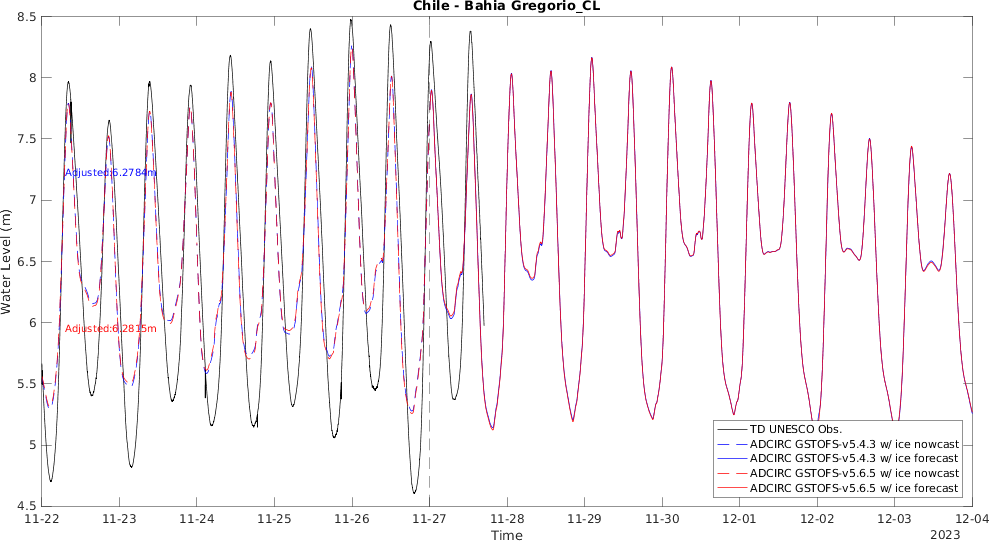 Chile - Bahia Gregorio_CL
8.5
8
7.5
7
6.5
6
5.5
5
4.5
Water Level (m)
Adjusted:6.2784m
Adjusted:6.2815m
TD UNESCO Obs.
ADCIRC GSTOFS-v5.4.3 w/ ice nowcast
ADCIRC GSTOFS-v5.4.3 w/ ice forecast
ADCIRC GSTOFS-v5.6.5 w/ ice nowcast
ADCIRC GSTOFS-v5.6.5 w/ ice forecast
11-22 11-23 11-24 11-25 11-26 11-27 11-28 11-29 11-30 12-01 12-02 12-03 12-04
Time
2023